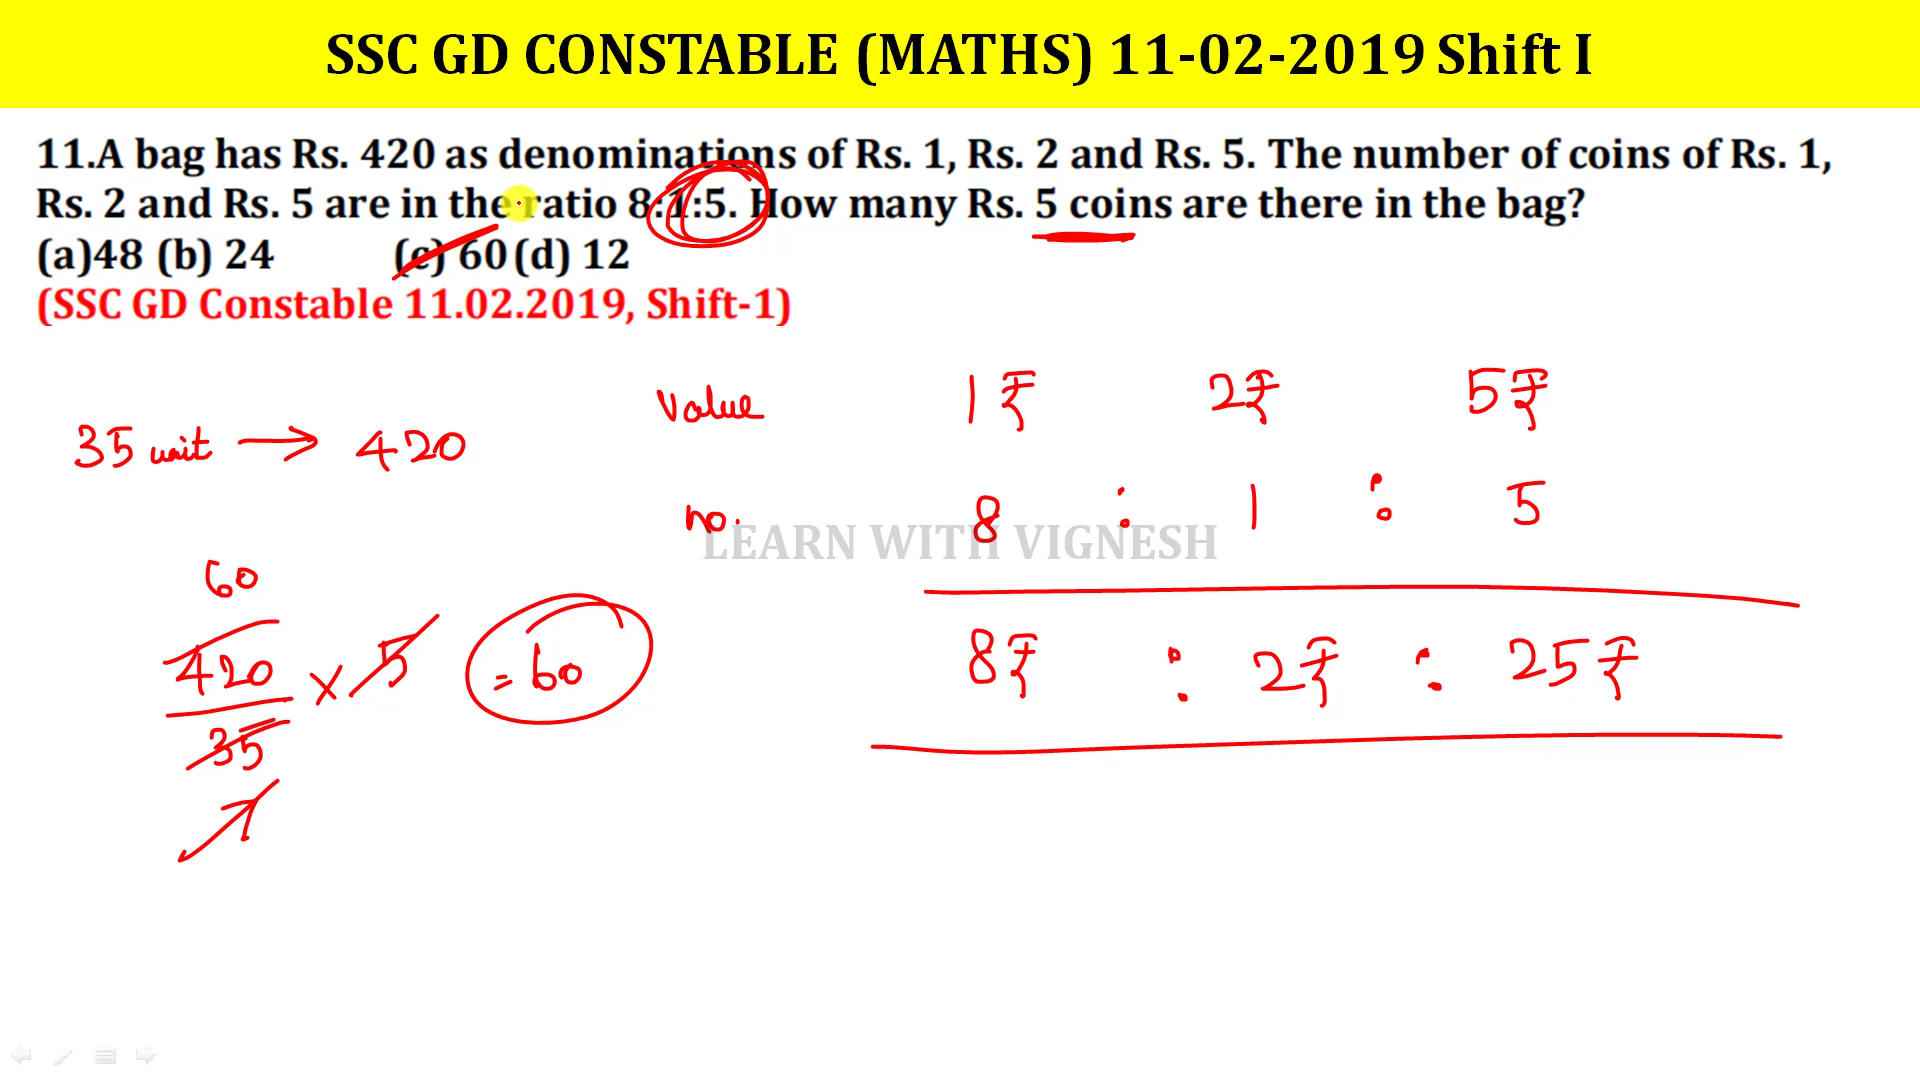 SSC GD CONSTABLE (MATHS) 11-02-2019 Shift I
11.A bag has Rs. 420 as denominations of Rs. 1, Rs. 2 and Rs. 5. The number of coins of Rs. 1,
Rs. 2 and Rs. 5 are in the ratio 8:1:5. How many Rs. 5 coins are there in the bag?
(a)48 (b) 24 (c) 60 (d) 12
(SSC GD Constable 11.02.2019, Shift-1)
Value 1₹ 2₹ 5₹
35 unit → 420
no. 8 : 1 : 5
LEARN WITH VIGNESH
60
420 × 5 = 60
35
8₹ : 2₹ : 25₹